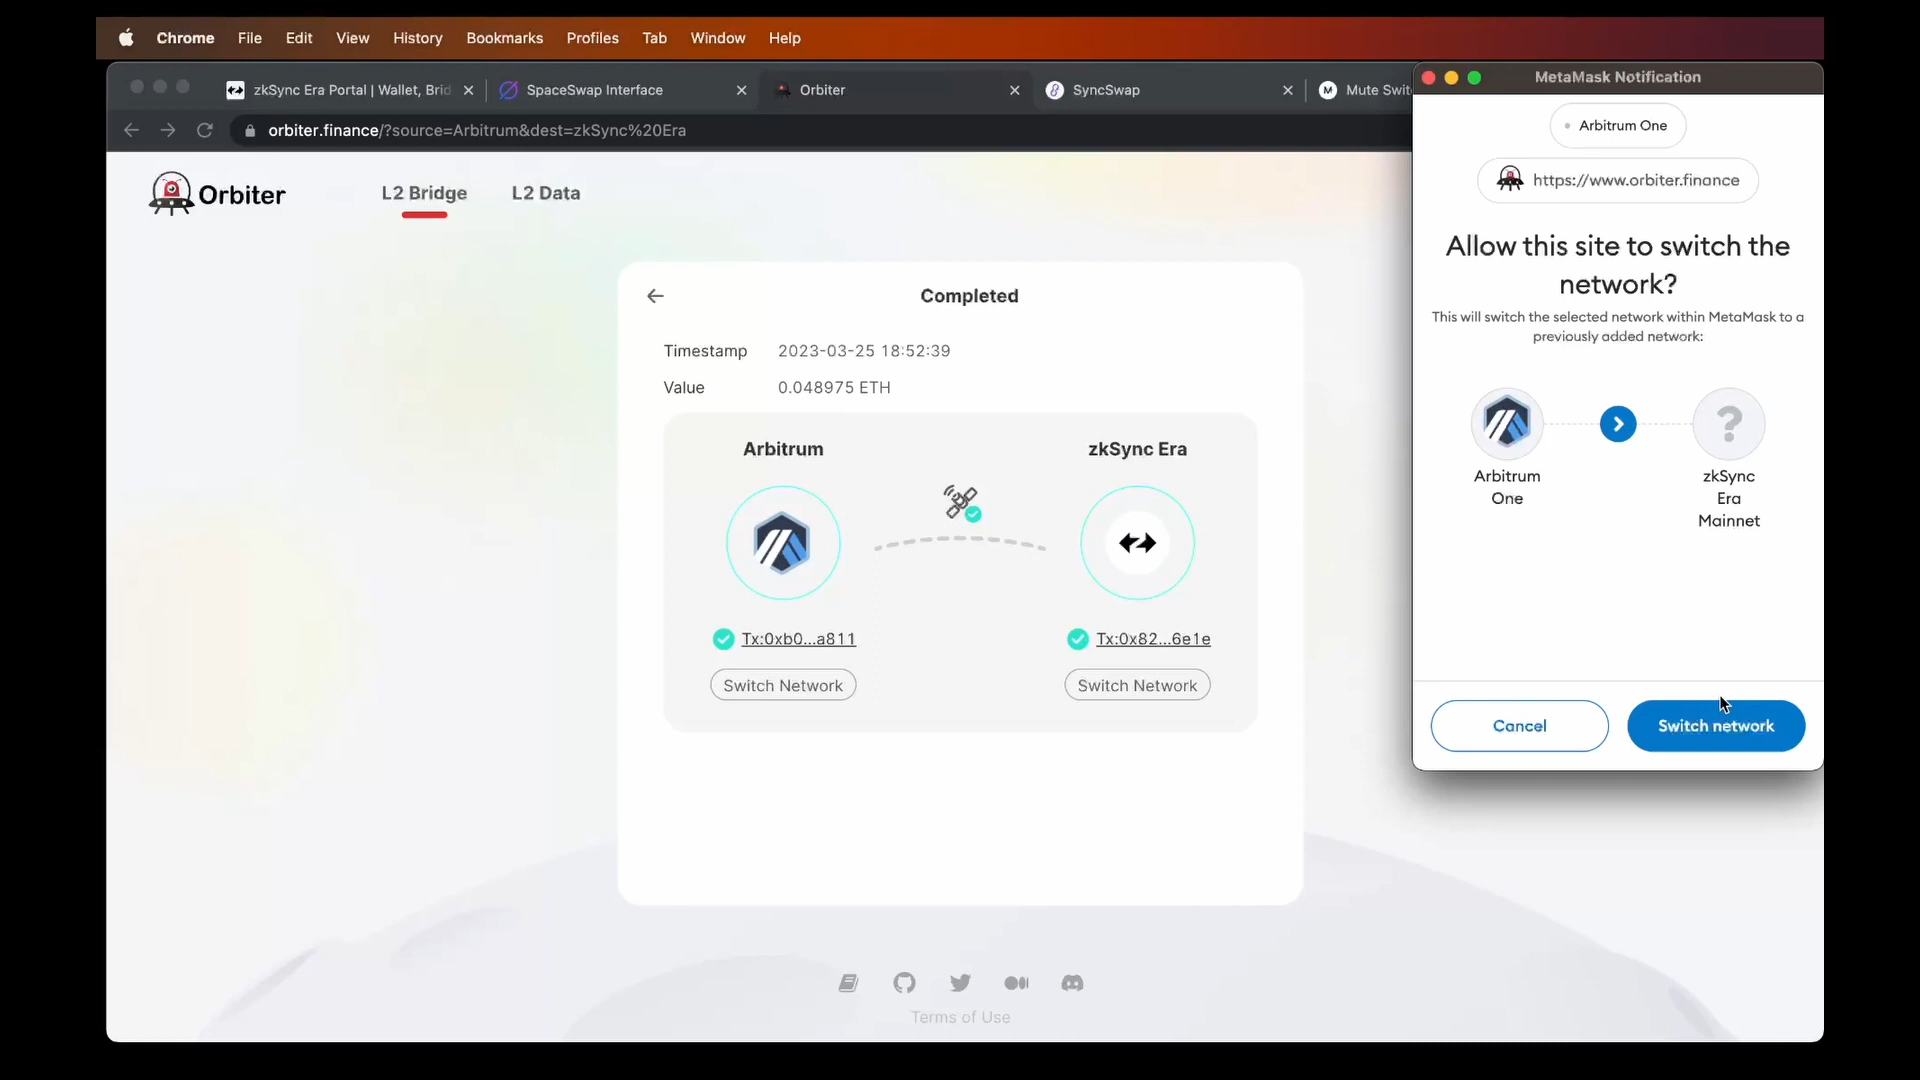 Chrome File Edit View History Bookmarks Profiles Tab Window Help
zkSync Era Portal | Wallet, Brid
SpaceSwap Interface
Orbiter
SyncSwap
Mute Swit
orbiter.finance/?source=Arbitrum&dest=zkSync%20Era
Orbiter
L2 Bridge
L2 Data
Completed
Timestamp 2023-03-25 18:52:39
Value 0.048975 ETH
Arbitrum
zkSync Era
Tx:0xb0...a811
Tx:0x82...6e1e
Switch Network
Switch Network
Terms of Use
MetaMask Notification
Arbitrum One
https://www.orbiter.finance
Allow this site to switch the
network?
This will switch the selected network within MetaMask to a
previously added network:
?
Arbitrum
One
zkSync
Era
Mainnet
Cancel
Switch network